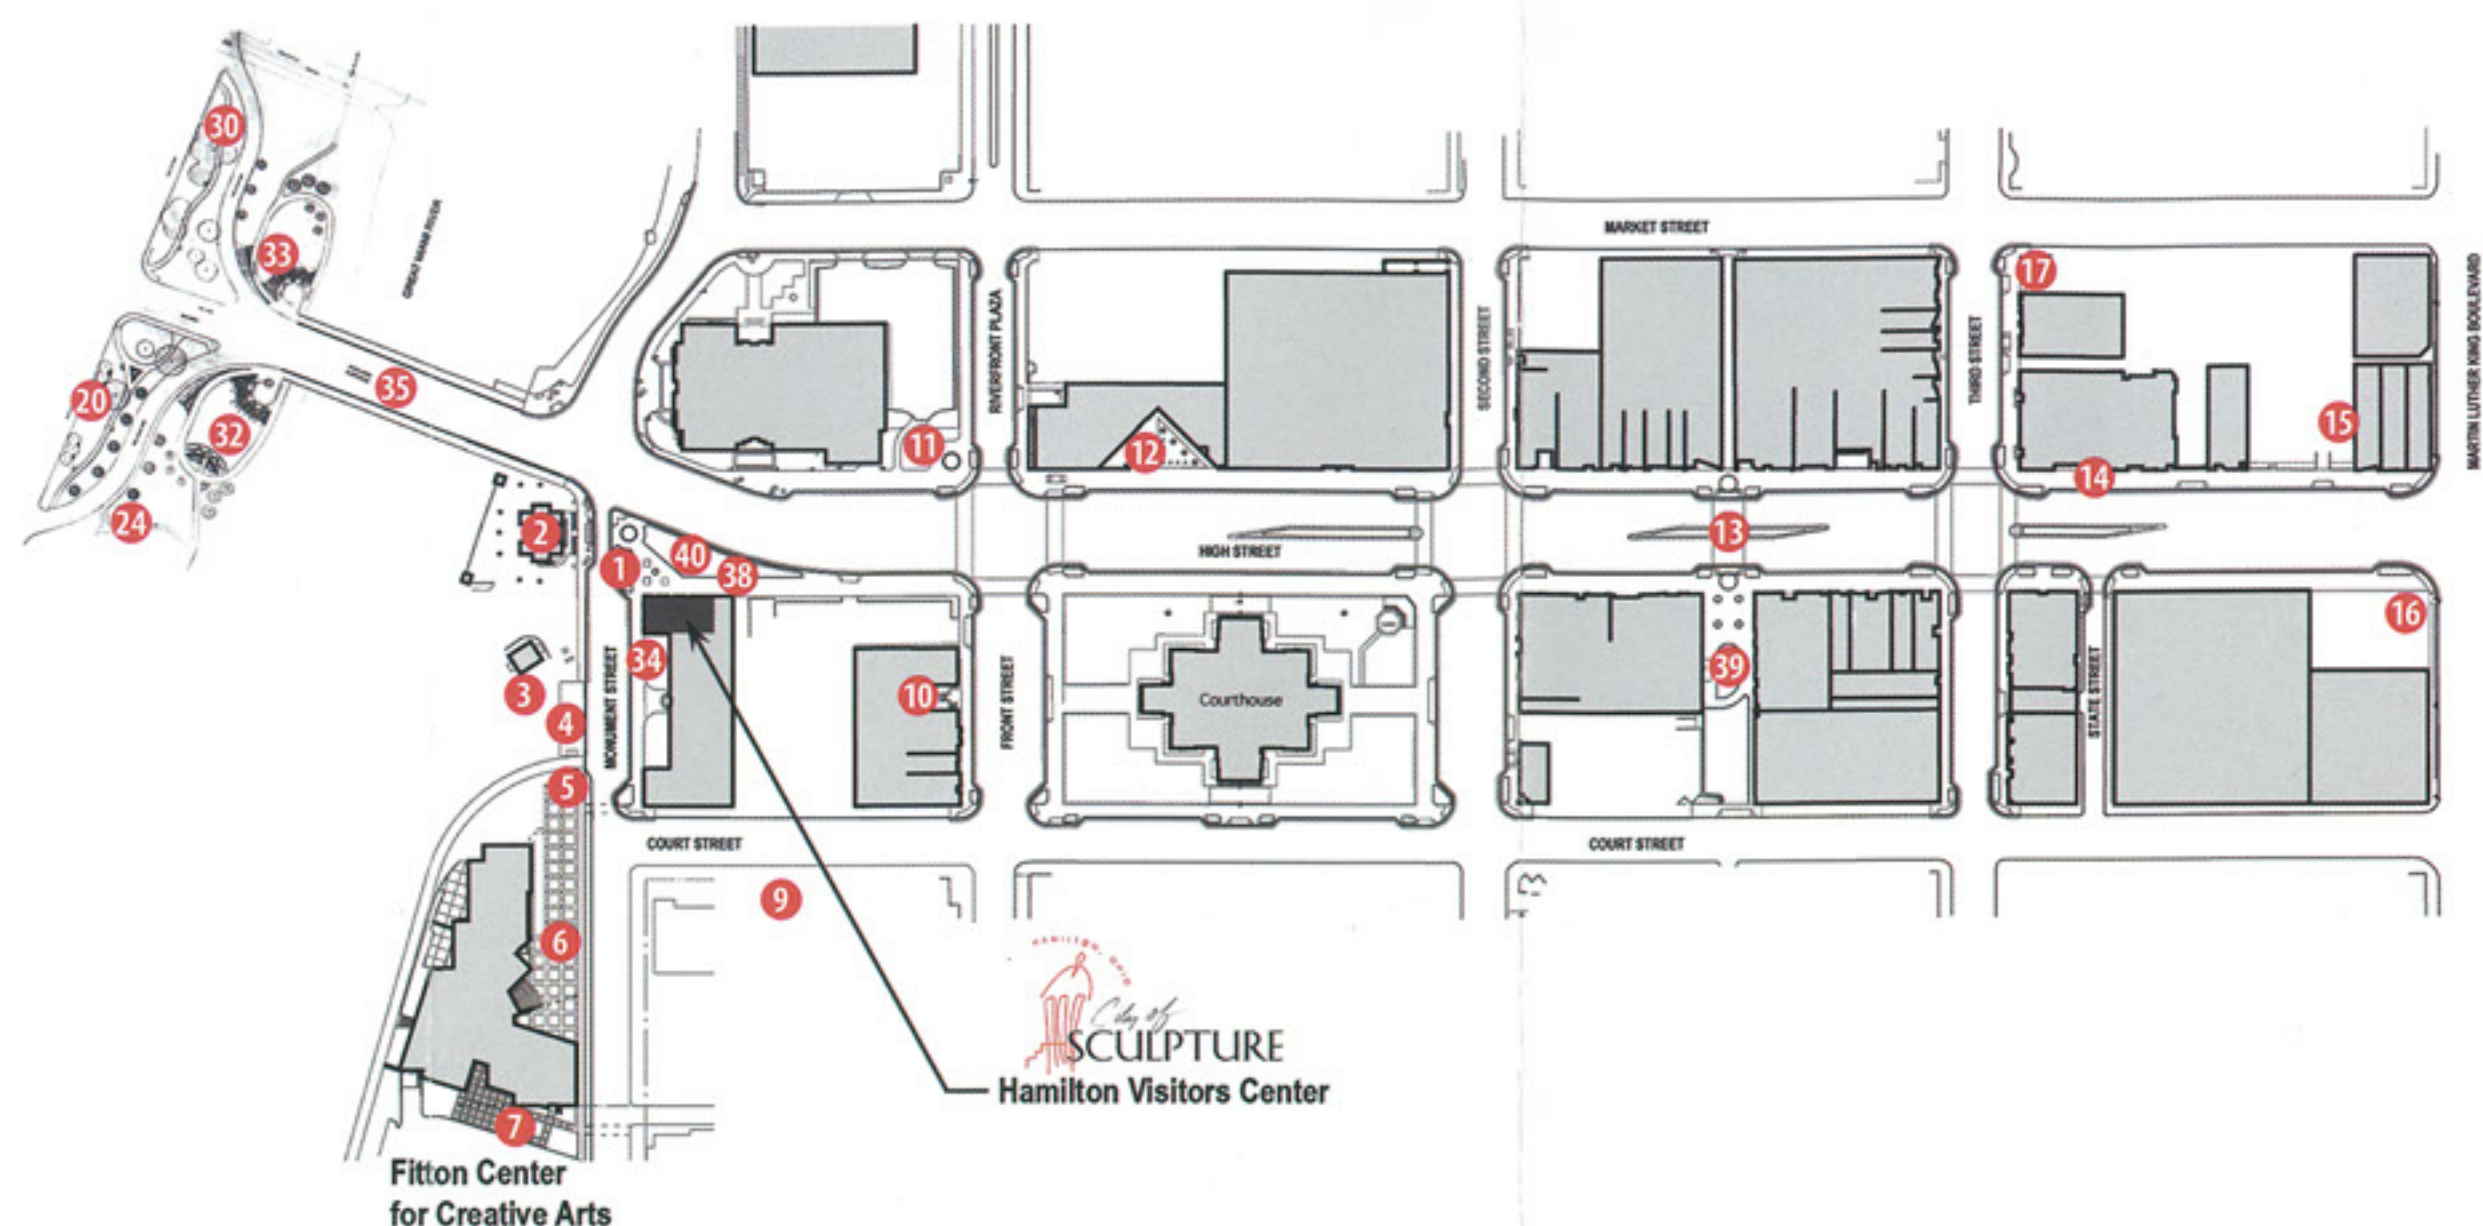 30
MARKET STREET
33
17
GREAT MIAMI RIVER
RIVERFRONT PLAZA
SECOND STREET
THIRD STREET
MARTIN LUTHER KING BOULEVARD
35
20
32
11
12
15
14
24
2
13
40
HIGH STREET
1
38
16
34
MONUMENT STREET
3
10
FRONT STREET
Courthouse
39
STATE STREET
4
5
COURT STREET
COURT STREET
9
6
HAMILTON, OHIO
City of
SCULPTURE
Hamilton Visitors Center
7
Fitton Center
for Creative Arts